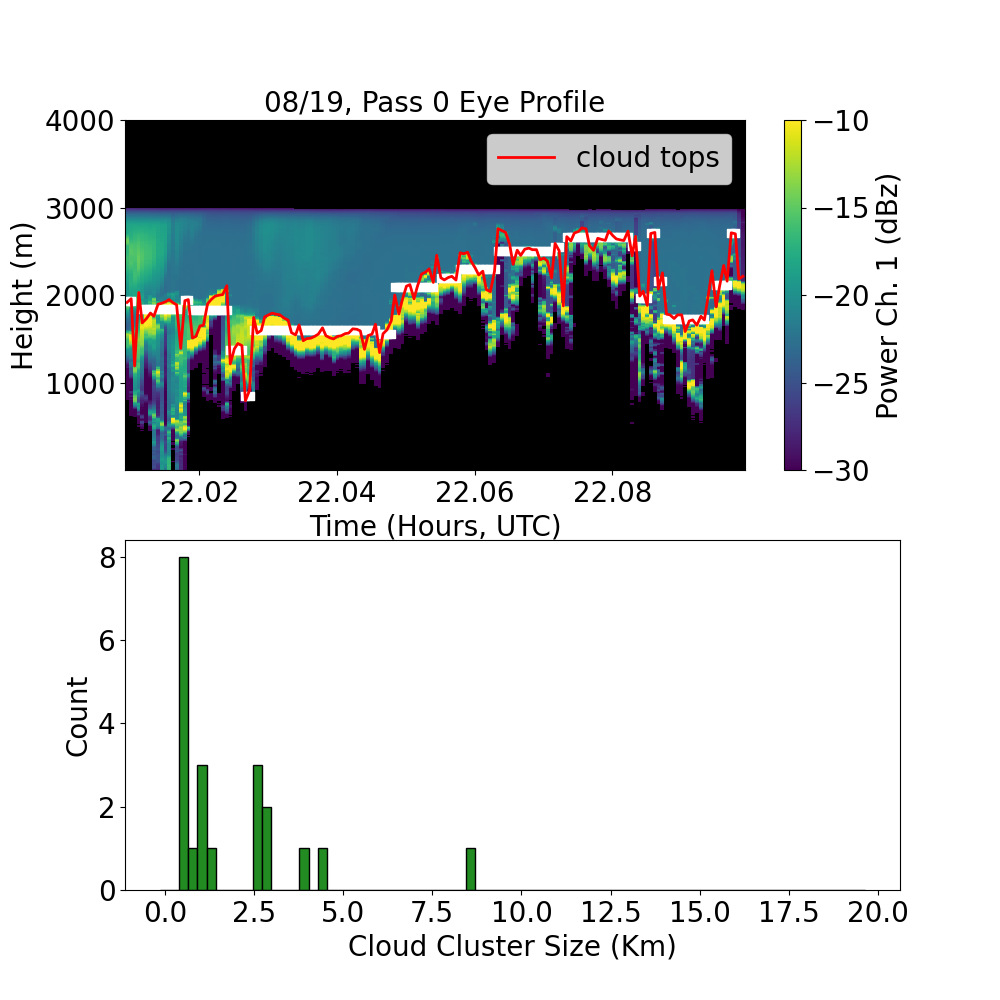 08/19, Pass 0 Eye Profile
4000
3000
2000
1000
Height (m)
cloud tops
22.02 22.04 22.06 22.08
Time (Hours, UTC)
−10
−15
−20
−25
−30
Power Ch. 1 (dBz)
8
6
4
2
0
Count
0.0 2.5 5.0 7.5 10.0 12.5 15.0 17.5 20.0
Cloud Cluster Size (Km)